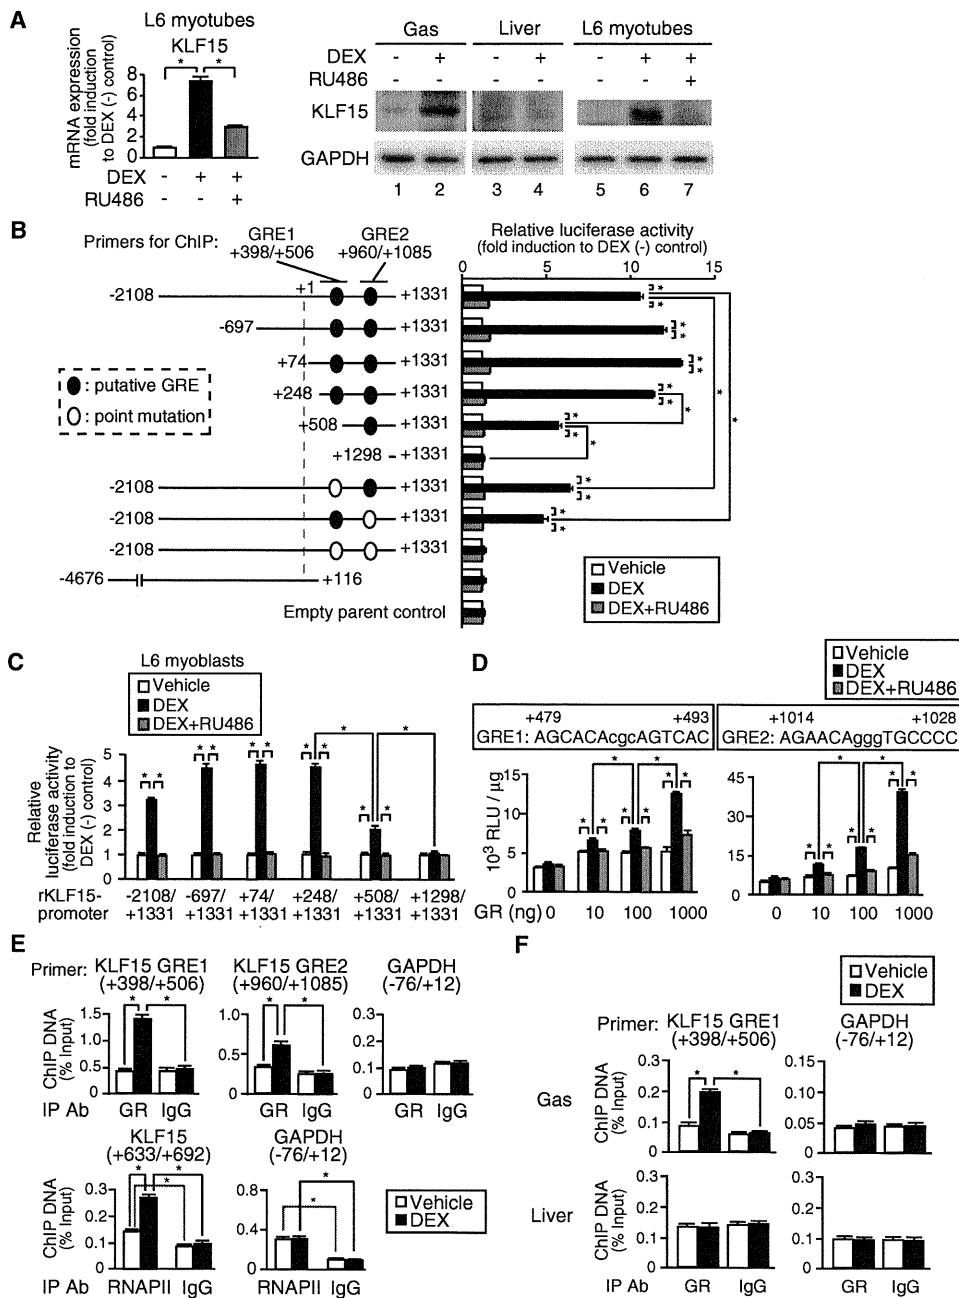 A
L6 myotubes
KLF15
mRNA expression
(fold induction
to DEX (-) control)
8
6
4
2
0
* *
DEX - + +
RU486 - - +
Gas Liver L6 myotubes
DEX - + - + - + +
RU486 - - +
KLF15
GAPDH
1 2 3 4 5 6 7
B
Primers for ChIP:
GRE1
+398/+506
GRE2
+960/+1085
Relative luciferase activity
(fold induction to DEX (-) control)
0 5 10 15
+1
-2108 +1331
-697 +1331
+74 +1331
+248 +1331
+508 +1331
+1298 +1331
-2108 +1331
-2108 +1331
-2108 +1331
-4676 +116
Empty parent control
: putative GRE
: point mutation
Vehicle
DEX
DEX+RU486
C
L6 myoblasts
Vehicle
DEX
DEX+RU486
Relative
luciferase activity
(fold induction to
DEX (-) control)
5
4
3
2
1
0
rKLF15-
promoter
-2108/ -697/ +74/ +248/ +508/ +1298/
+1331 +1331 +1331 +1331 +1331 +1331
D
Vehicle
DEX
DEX+RU486
+479 +493
GRE1: AGCACAcgcAGTCAC
+1014 +1028
GRE2: AGAACAgggTGCCCC
10³ RLU / μg
15
10
5
0
45
30
15
0
GR (ng) 0 10 100 1000
0 10 100 1000
E
Primer:
KLF15 GRE1
(+398/+506)
KLF15 GRE2
(+960/+1085)
GAPDH
(-76/+12)
ChIP DNA
(% Input)
1.5
1.0
0.5
0
1.0
0.5
0
0.3
0.2
0.1
0
IP Ab GR IgG GR IgG GR IgG
KLF15
(+633/+692)
GAPDH
(-76/+12)
ChIP DNA
(% Input)
0.3
0.2
0.1
0
0.8
0.4
0
Vehicle
DEX
IP Ab RNAPII IgG RNAPII IgG
F
Vehicle
DEX
Primer: KLF15 GRE1
(+398/+506)
GAPDH
(-76/+12)
Gas
ChIP DNA
(% Input)
0.3
0.2
0.1
0
0.15
0.10
0.05
0
Liver
ChIP DNA
(% Input)
0.3
0.2
0.1
0
0.3
0.2
0.1
0
IP Ab GR IgG GR IgG